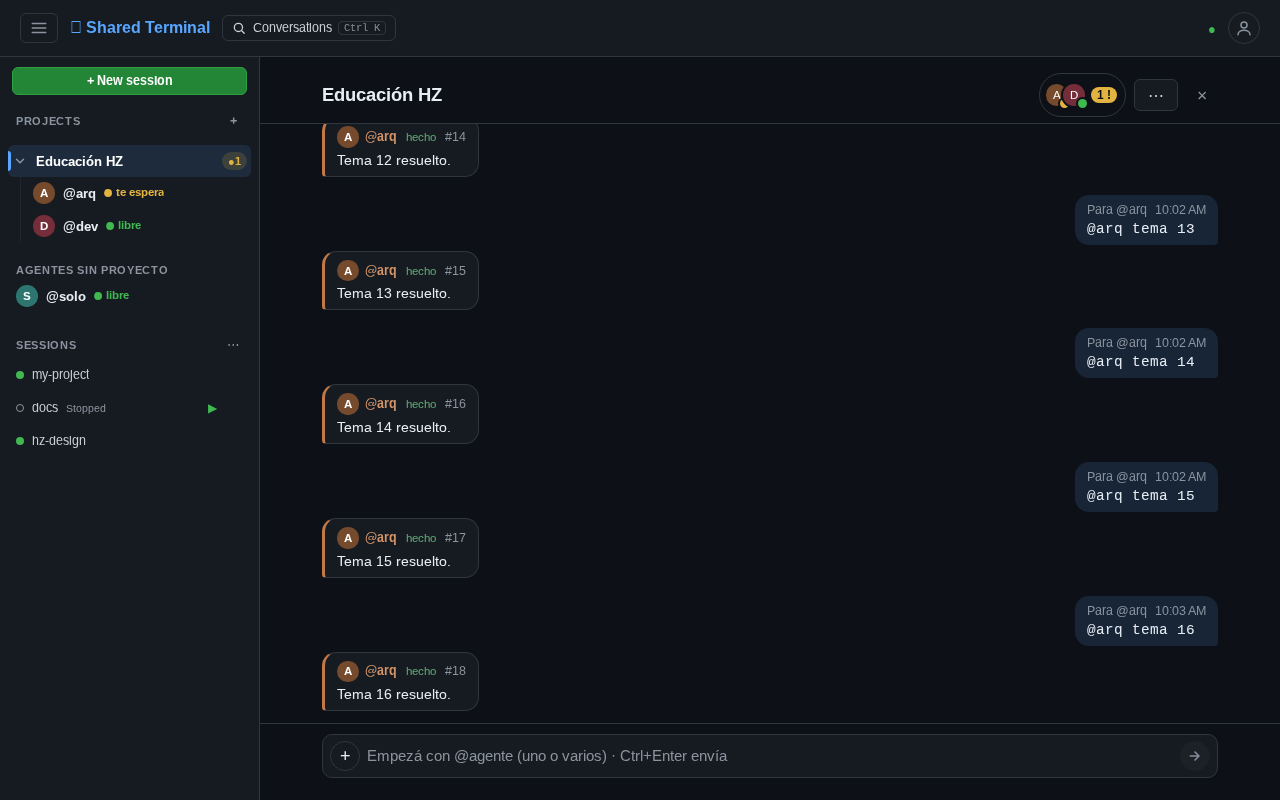 Shared Terminal
Conversations Ctrl K
+ New session
PROJECTS +
Educación HZ ●1
A @arq te espera
D @dev libre
AGENTES SIN PROYECTO
S @solo libre
SESSIONS ···
my-project
docs Stopped
hz-design
Educación HZ
A D 1 ! ··· ×
A @arq hecho #14
Tema 12 resuelto.
Para @arq 10:02 AM
@arq tema 13
A @arq hecho #15
Tema 13 resuelto.
Para @arq 10:02 AM
@arq tema 14
A @arq hecho #16
Tema 14 resuelto.
Para @arq 10:02 AM
@arq tema 15
A @arq hecho #17
Tema 15 resuelto.
Para @arq 10:03 AM
@arq tema 16
A @arq hecho #18
Tema 16 resuelto.
+ Empezá con @agente (uno o varios) · Ctrl+Enter envía